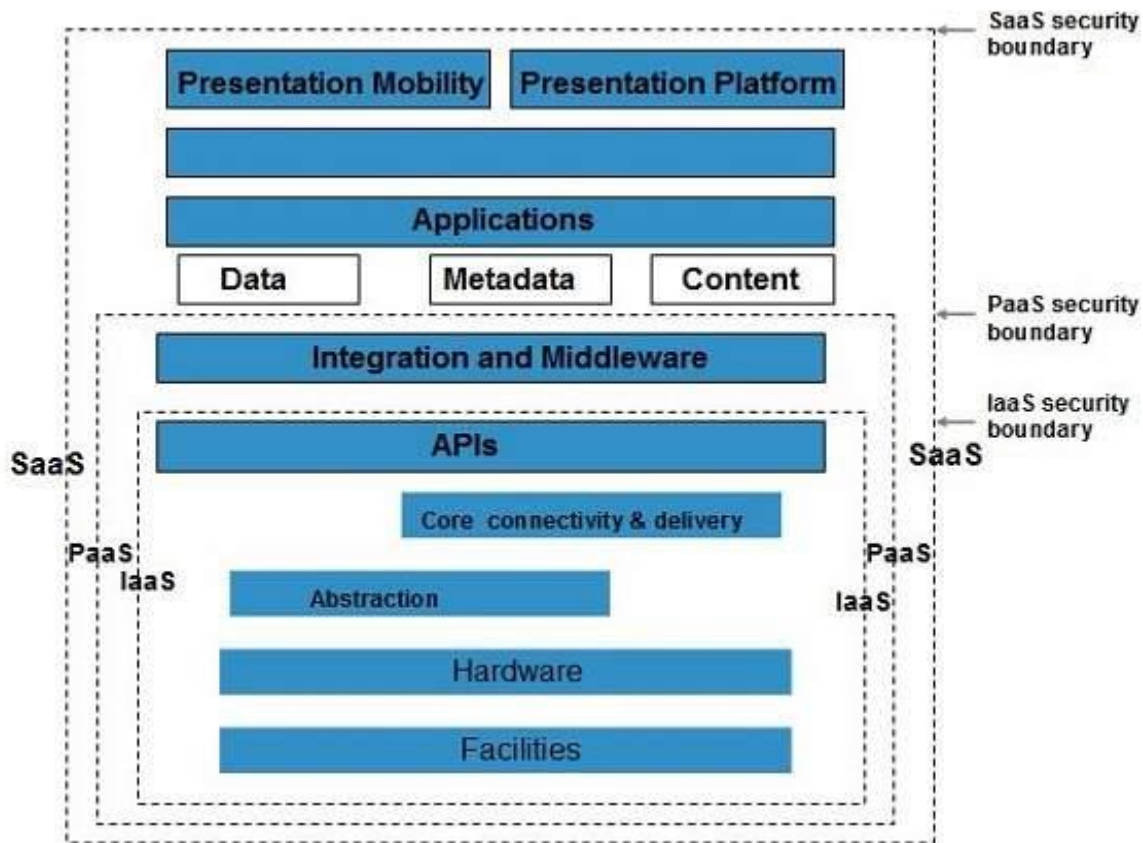 SaaS security
boundary
Presentation Mobility
Presentation Platform
Applications
Data
Metadata
Content
PaaS security
boundary
Integration and Middleware
IaaS security
boundary
APIs
SaaS
SaaS
Core connectivity & delivery
PaaS
PaaS
IaaS
Abstraction
IaaS
Hardware
Facilities